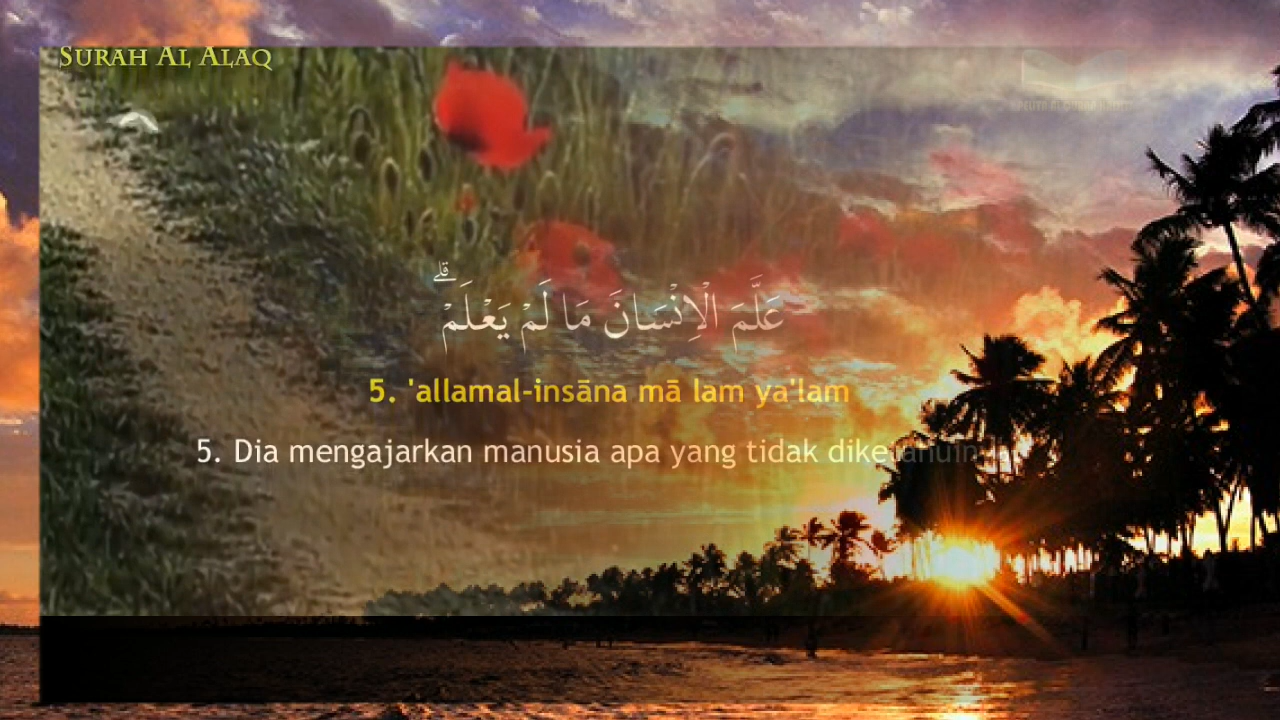 SURAH AL ALAQ
عَلَّمَ الْاِنْسَانَ مَا لَمْ يَعْلَمْۗ
5. 'allamal-insāna mā lam ya'lam
5. Dia mengajarkan manusia apa yang tidak diketahuinya